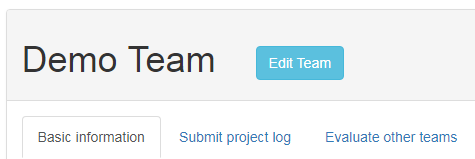 Demo Team Edit Team
Basic information Submit project log Evaluate other teams